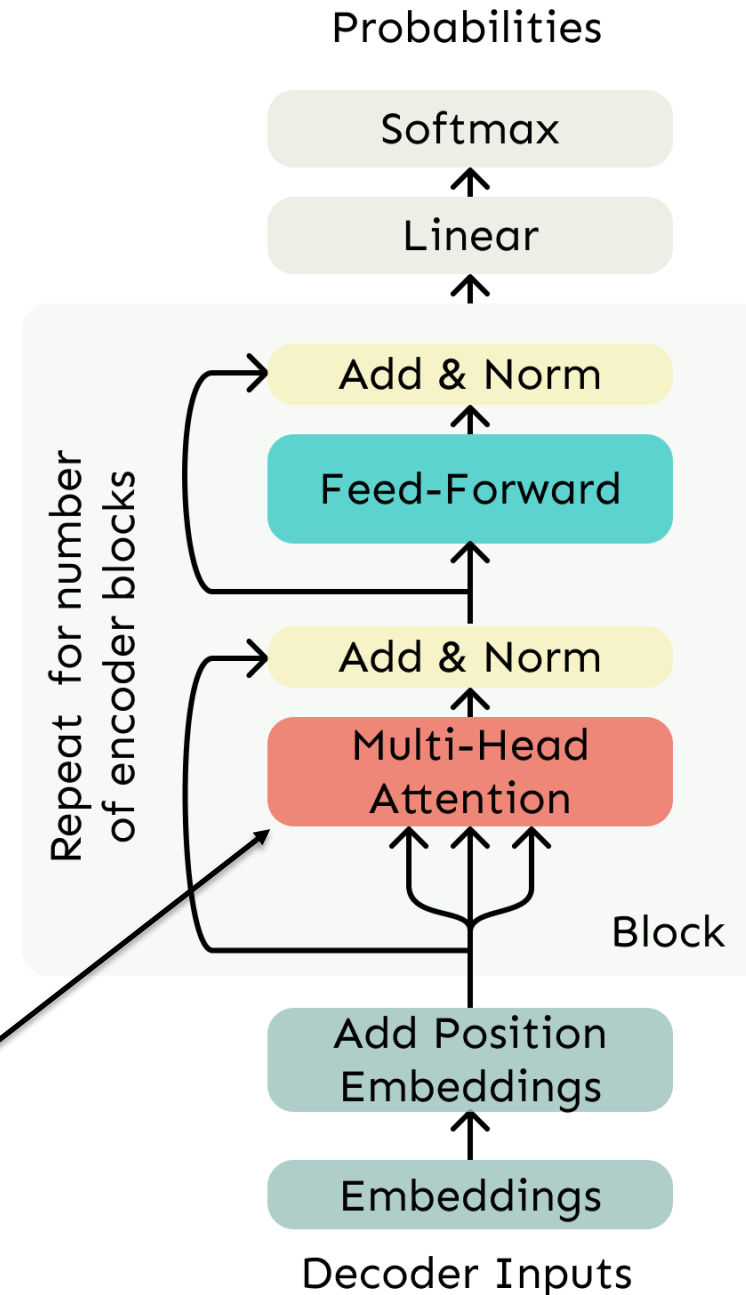 Probabilities
Softmax
Linear
Add & Norm
Feed-Forward
Repeat for number
of encoder blocks
Add & Norm
Multi-Head
Attention
Block
Add Position
Embeddings
Embeddings
Decoder Inputs